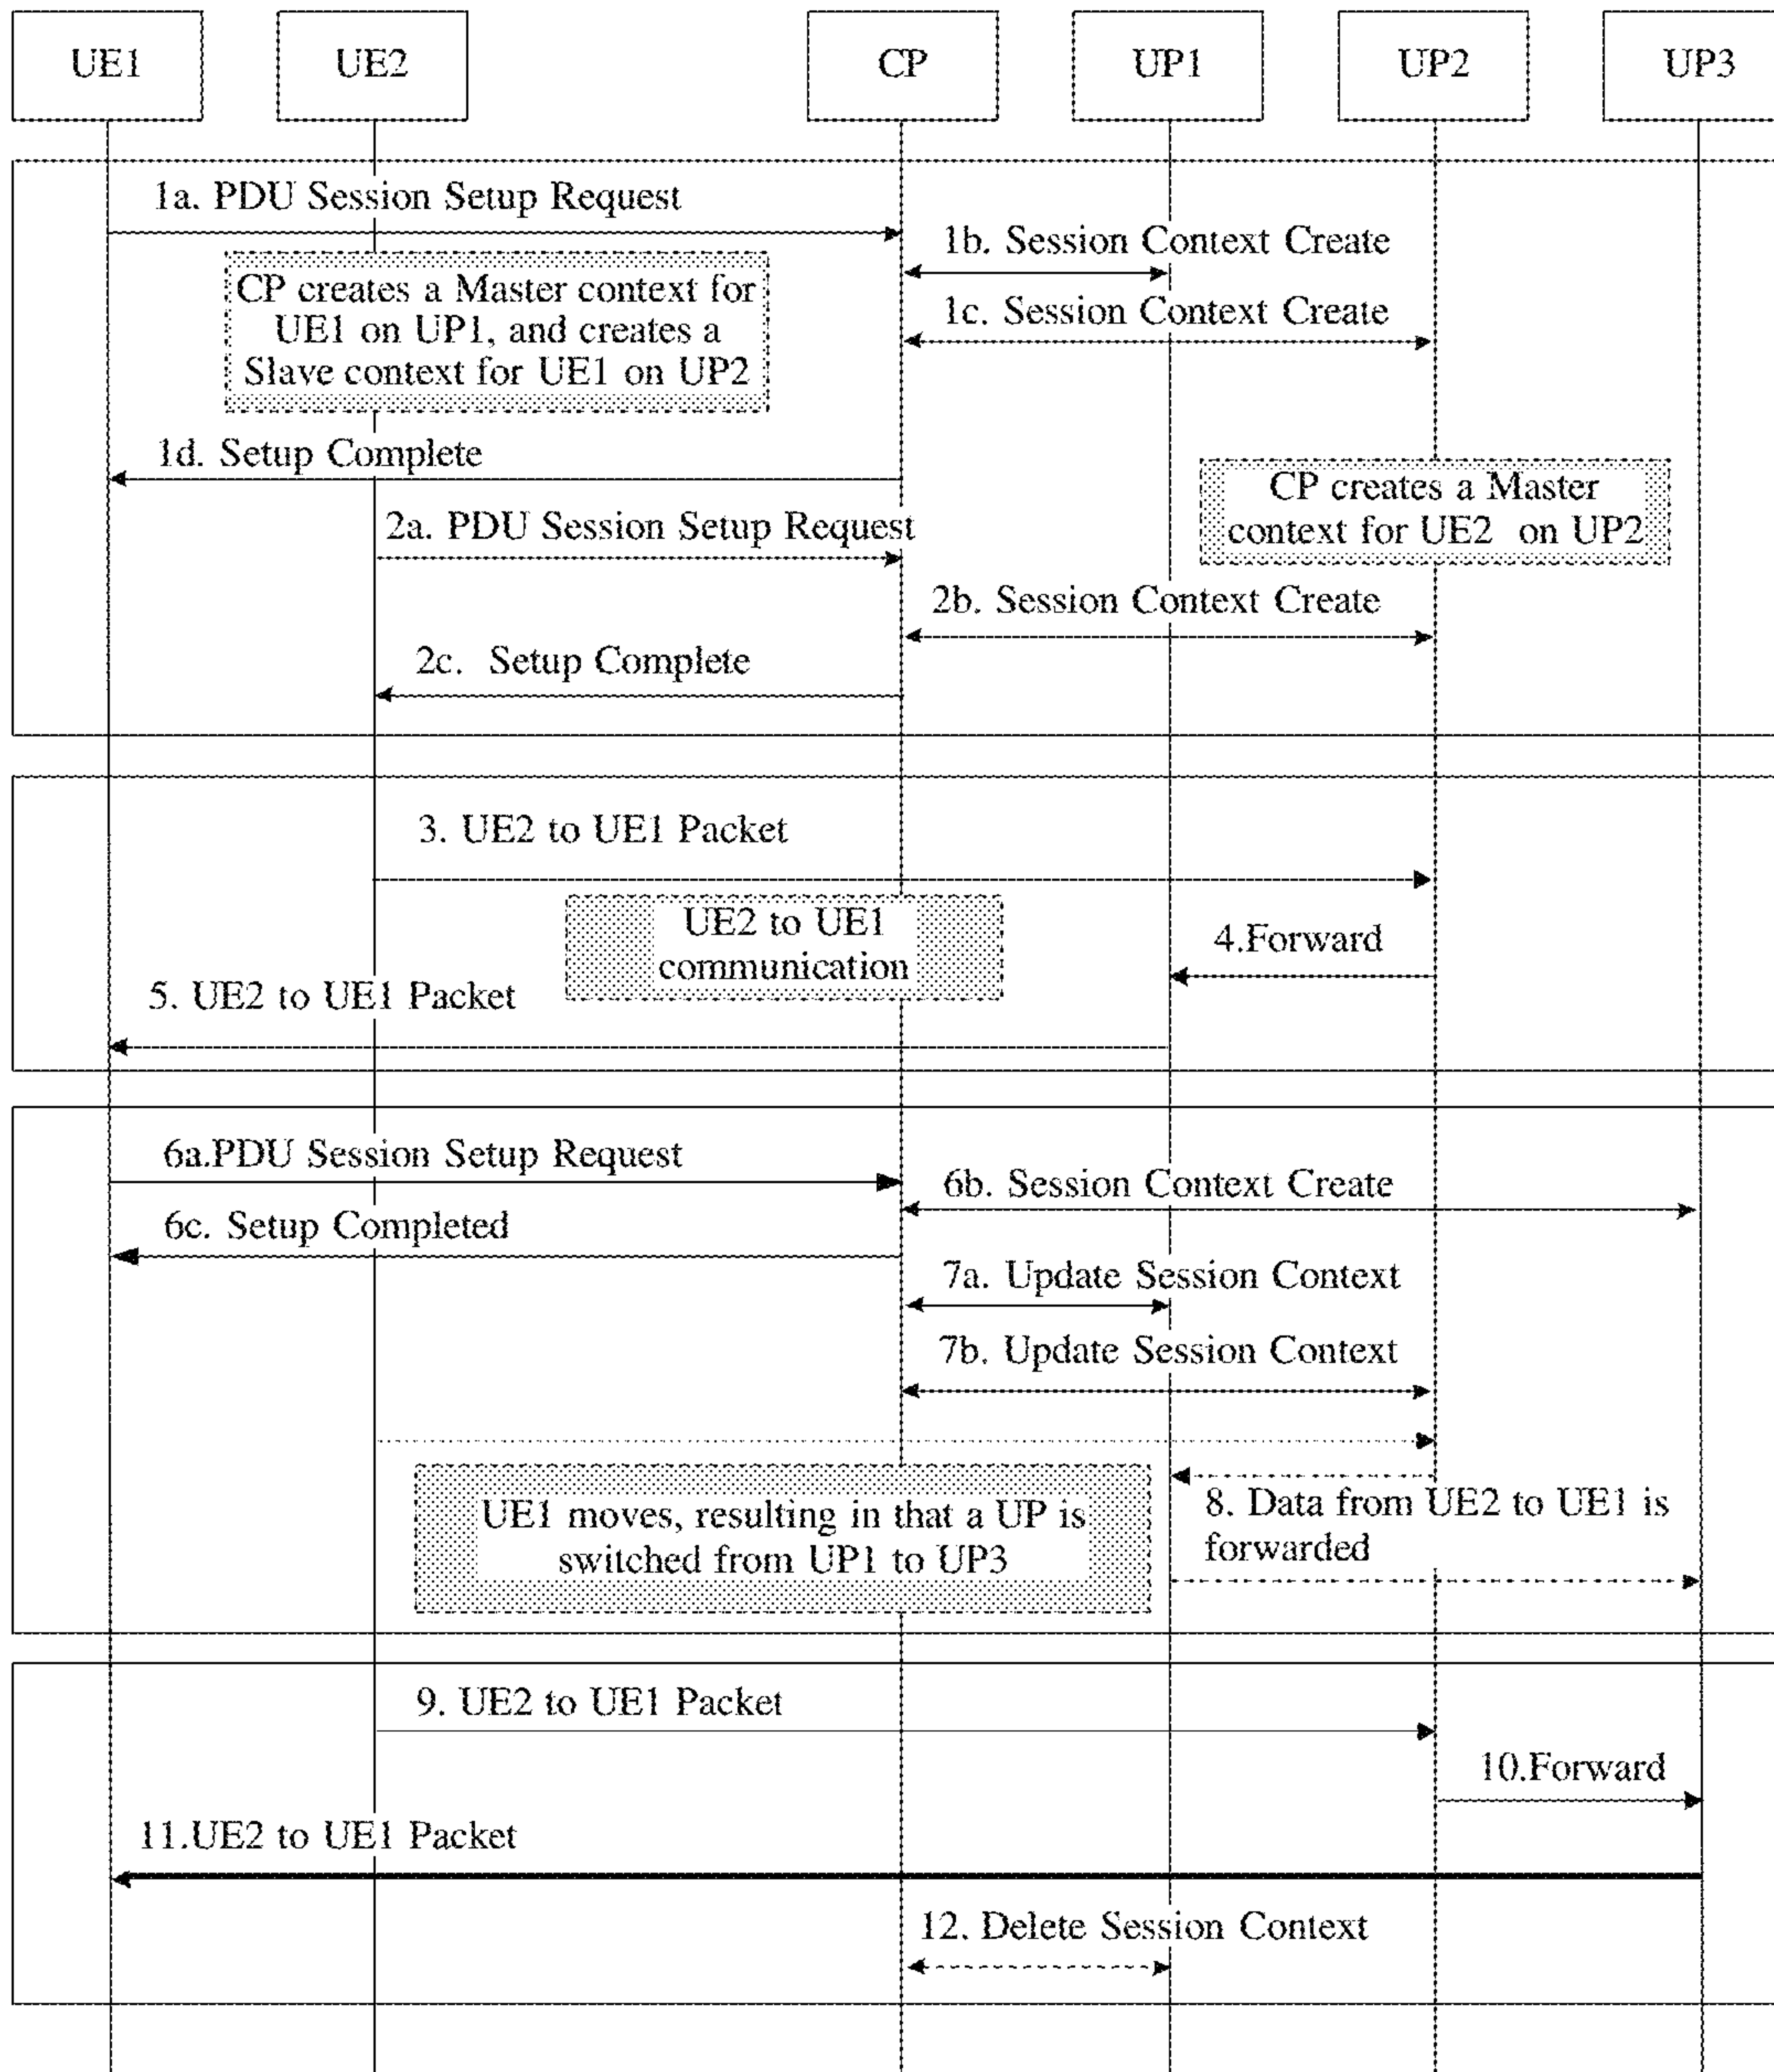 UE1
UE2
CP
UP1
UP2
UP3
1a. PDU Session Setup Request
1b. Session Context Create
CP creates a Master context for
UE1 on UP1, and creates a
Slave context for UE1 on UP2
1c. Session Context Create
1d. Setup Complete
CP creates a Master
context for UE2 on UP2
2a. PDU Session Setup Request
2b. Session Context Create
2c. Setup Complete
3. UE2 to UE1 Packet
UE2 to UE1
communication
4.Forward
5. UE2 to UE1 Packet
6a.PDU Session Setup Request
6b. Session Context Create
6c. Setup Completed
7a. Update Session Context
7b. Update Session Context
UE1 moves, resulting in that a UP is
switched from UP1 to UP3
8. Data from UE2 to UE1 is
forwarded
9. UE2 to UE1 Packet
10.Forward
11.UE2 to UE1 Packet
12. Delete Session Context